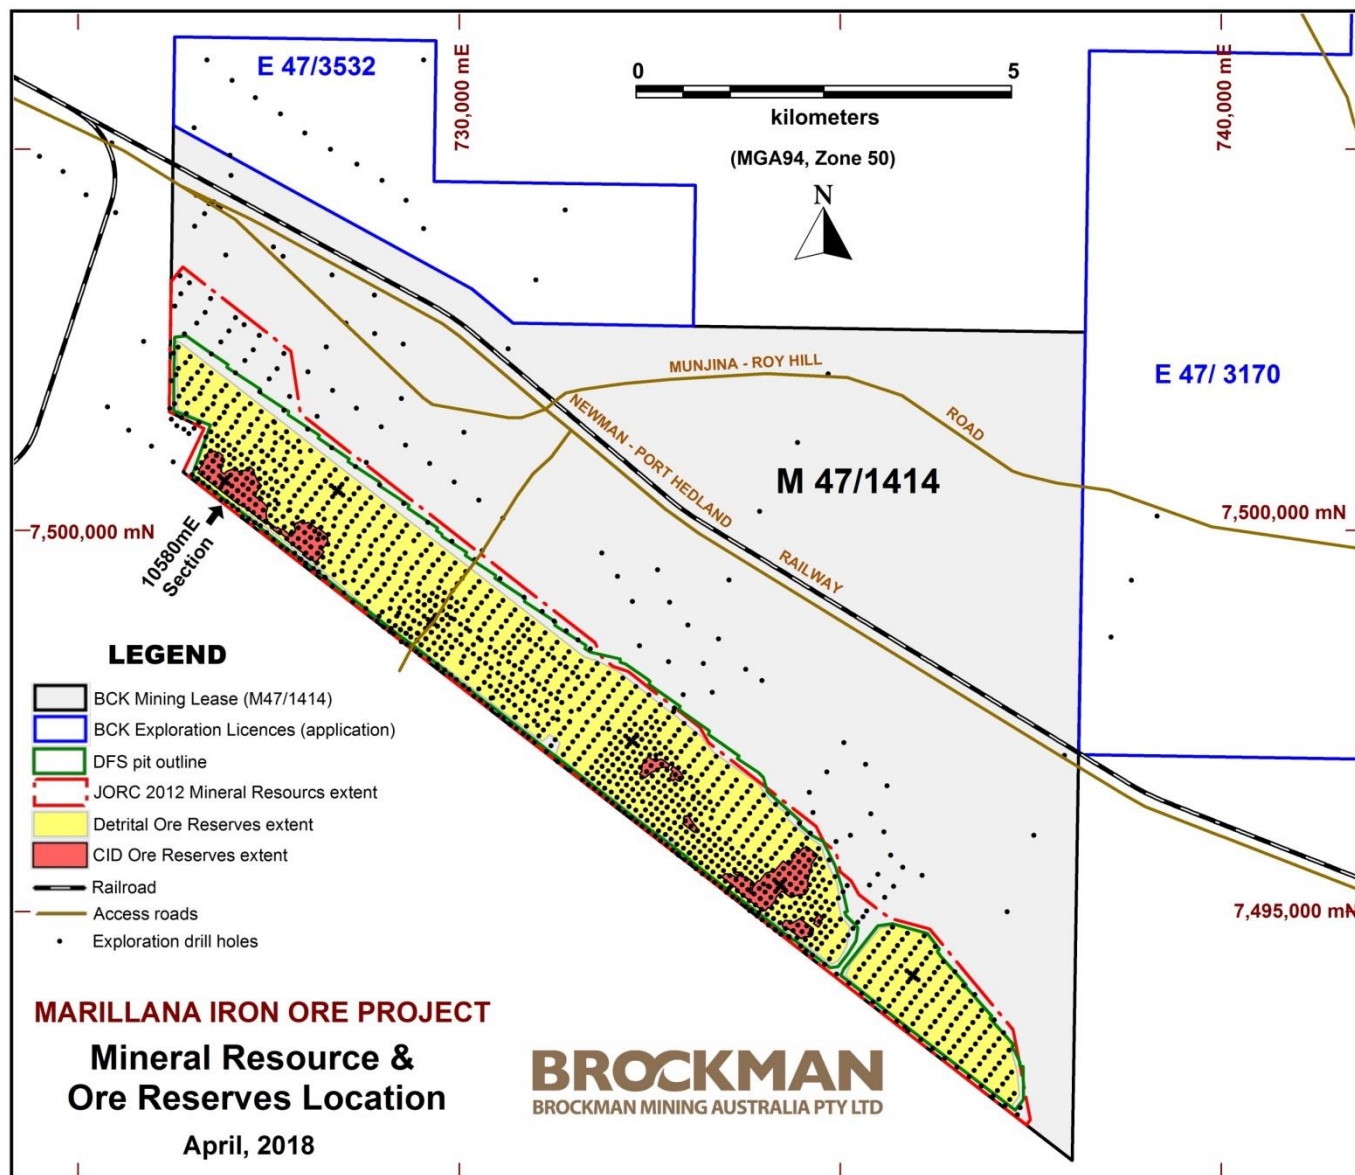 E 47/3532
730,000 mE
0 5
kilometers
(MGA94, Zone 50)
N
740,000 mE
MUNJINA - ROY HILL
ROAD
E 47/ 3170
NEWMAN - PORT HEDLAND
RAILWAY
M 47/1414
7,500,000 mN
7,500,000 mN
10580mE
Section
LEGEND
BCK Mining Lease (M47/1414)
BCK Exploration Licences (application)
DFS pit outline
JORC 2012 Mineral Resourcs extent
Detrital Ore Reserves extent
CID Ore Reserves extent
Railroad
Access roads
Exploration drill holes
7,495,000 mN
MARILLANA IRON ORE PROJECT
Mineral Resource &
Ore Reserves Location
April, 2018
BROCKMAN
BROCKMAN MINING AUSTRALIA PTY LTD